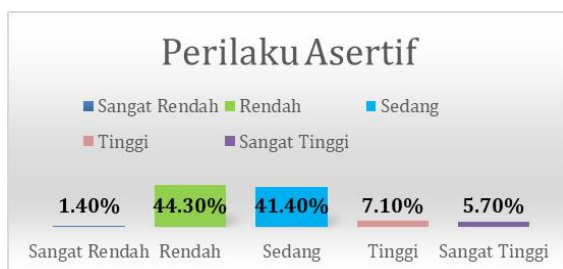 Perilaku Asertif
Sangat Rendah Rendah Sedang
Tinggi Sangat Tinggi
1.40% 44.30% 41.40% 7.10% 5.70%
Sangat Rendah Rendah Sedang Tinggi Sangat Tinggi